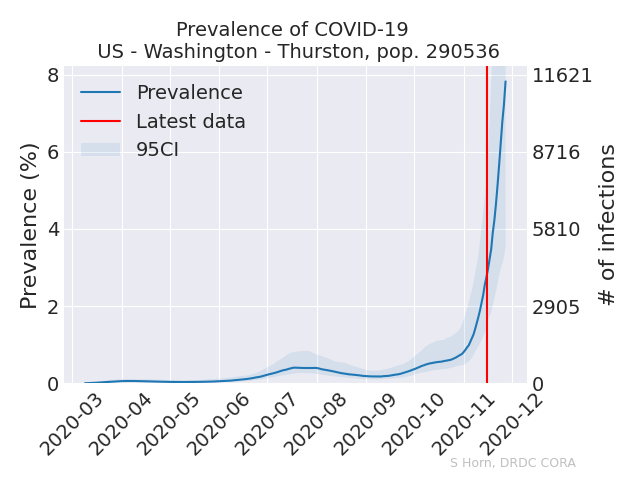 Prevalence of COVID-19
US - Washington - Thurston, pop. 290536
Prevalence
Latest data
95CI
Prevalence (%)
8
6
4
2
0
11621
8716
5810
2905
0
# of infections
2020-03
2020-04
2020-05
2020-06
2020-07
2020-08
2020-09
2020-10
2020-11
2020-12
S Horn, DRDC CORA